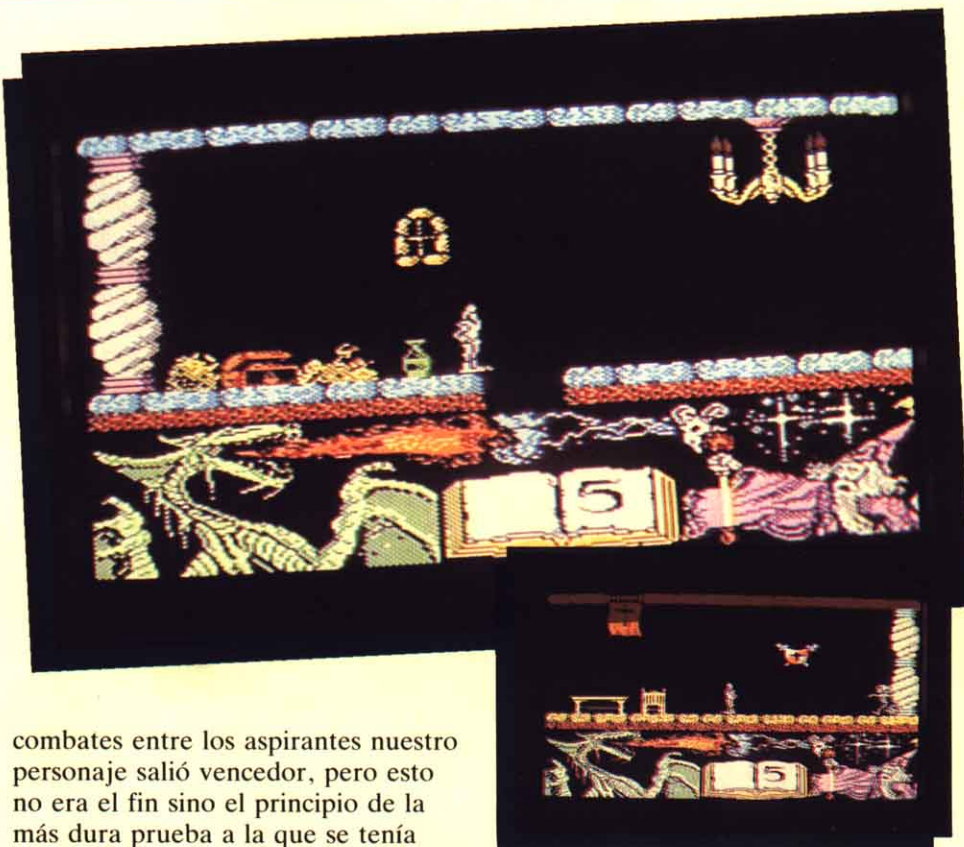 5
5
combates entre los aspirantes nuestro
personaje salió vencedor, pero esto
no era el fin sino el principio de la
más dura prueba a la que se tenía